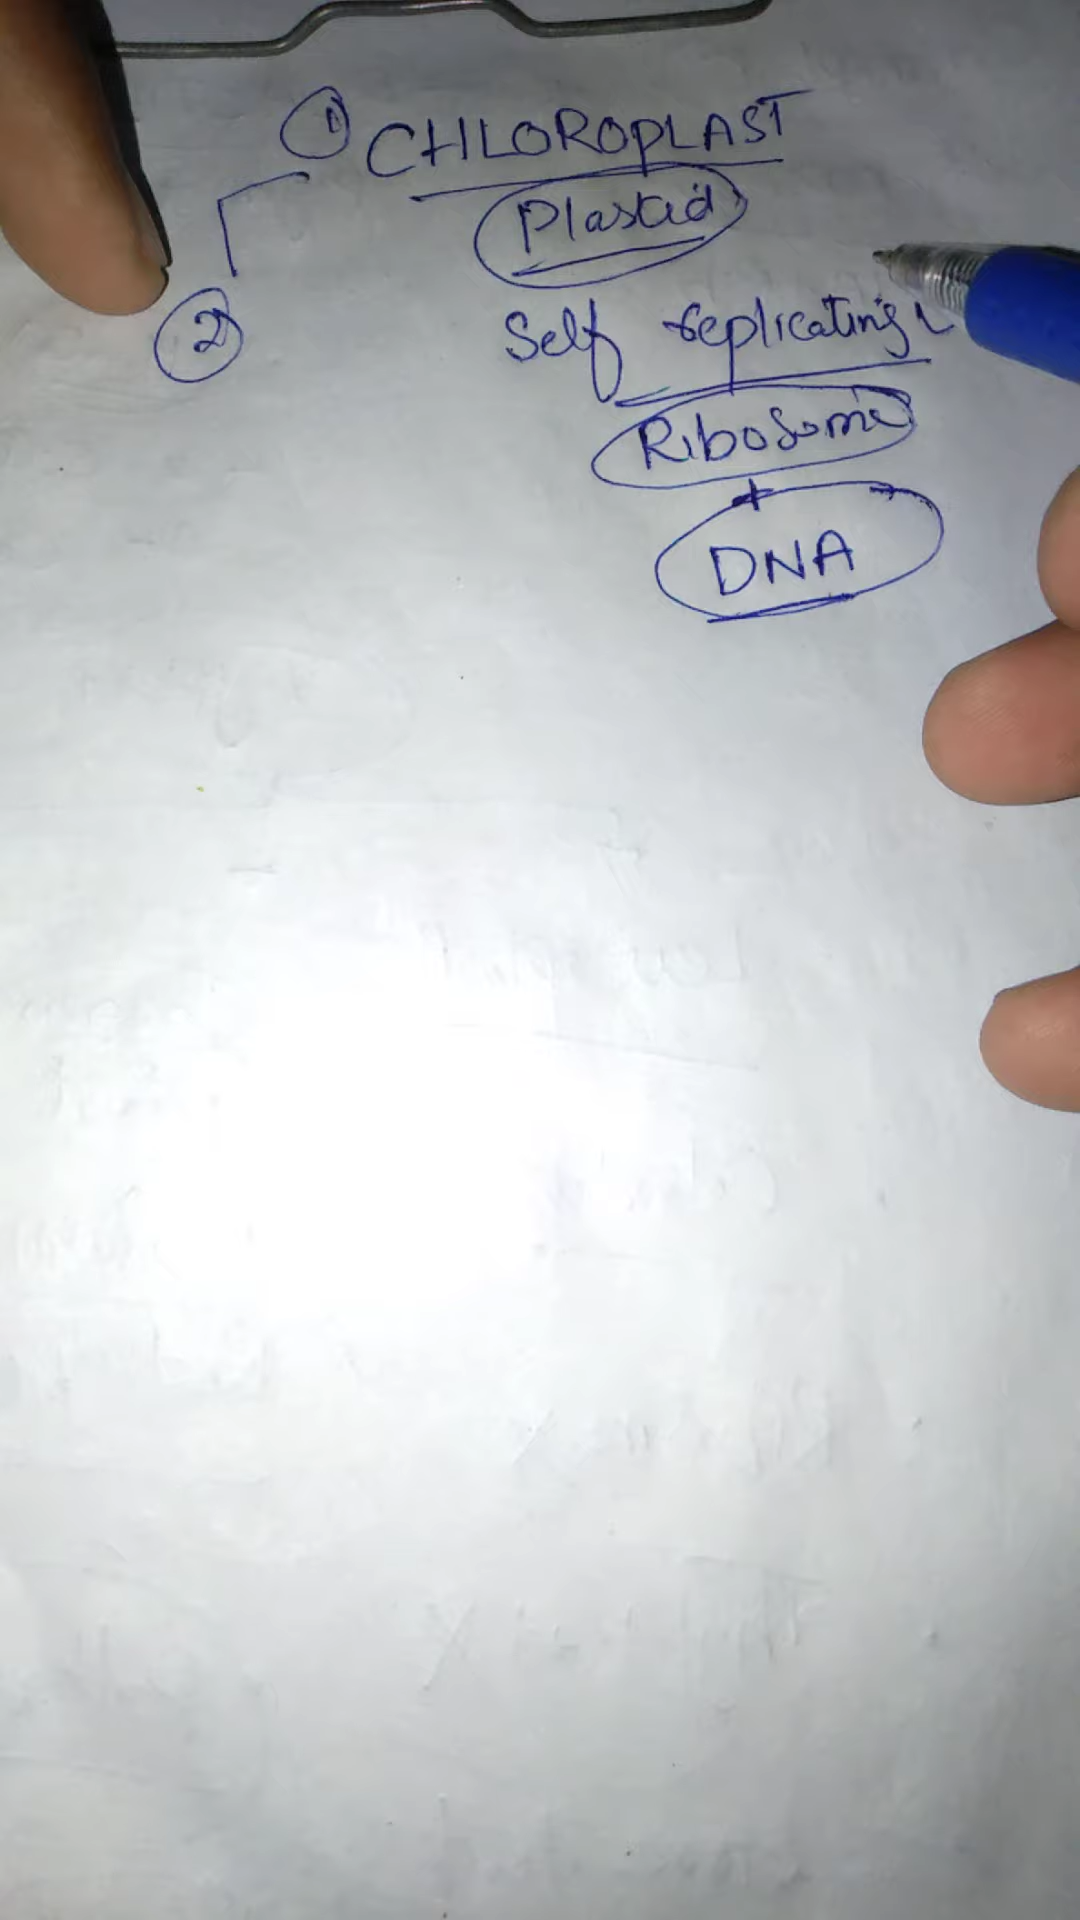 ① CHLOROPLAST
Plastid
② Self replicating
Ribosome
+
DNA